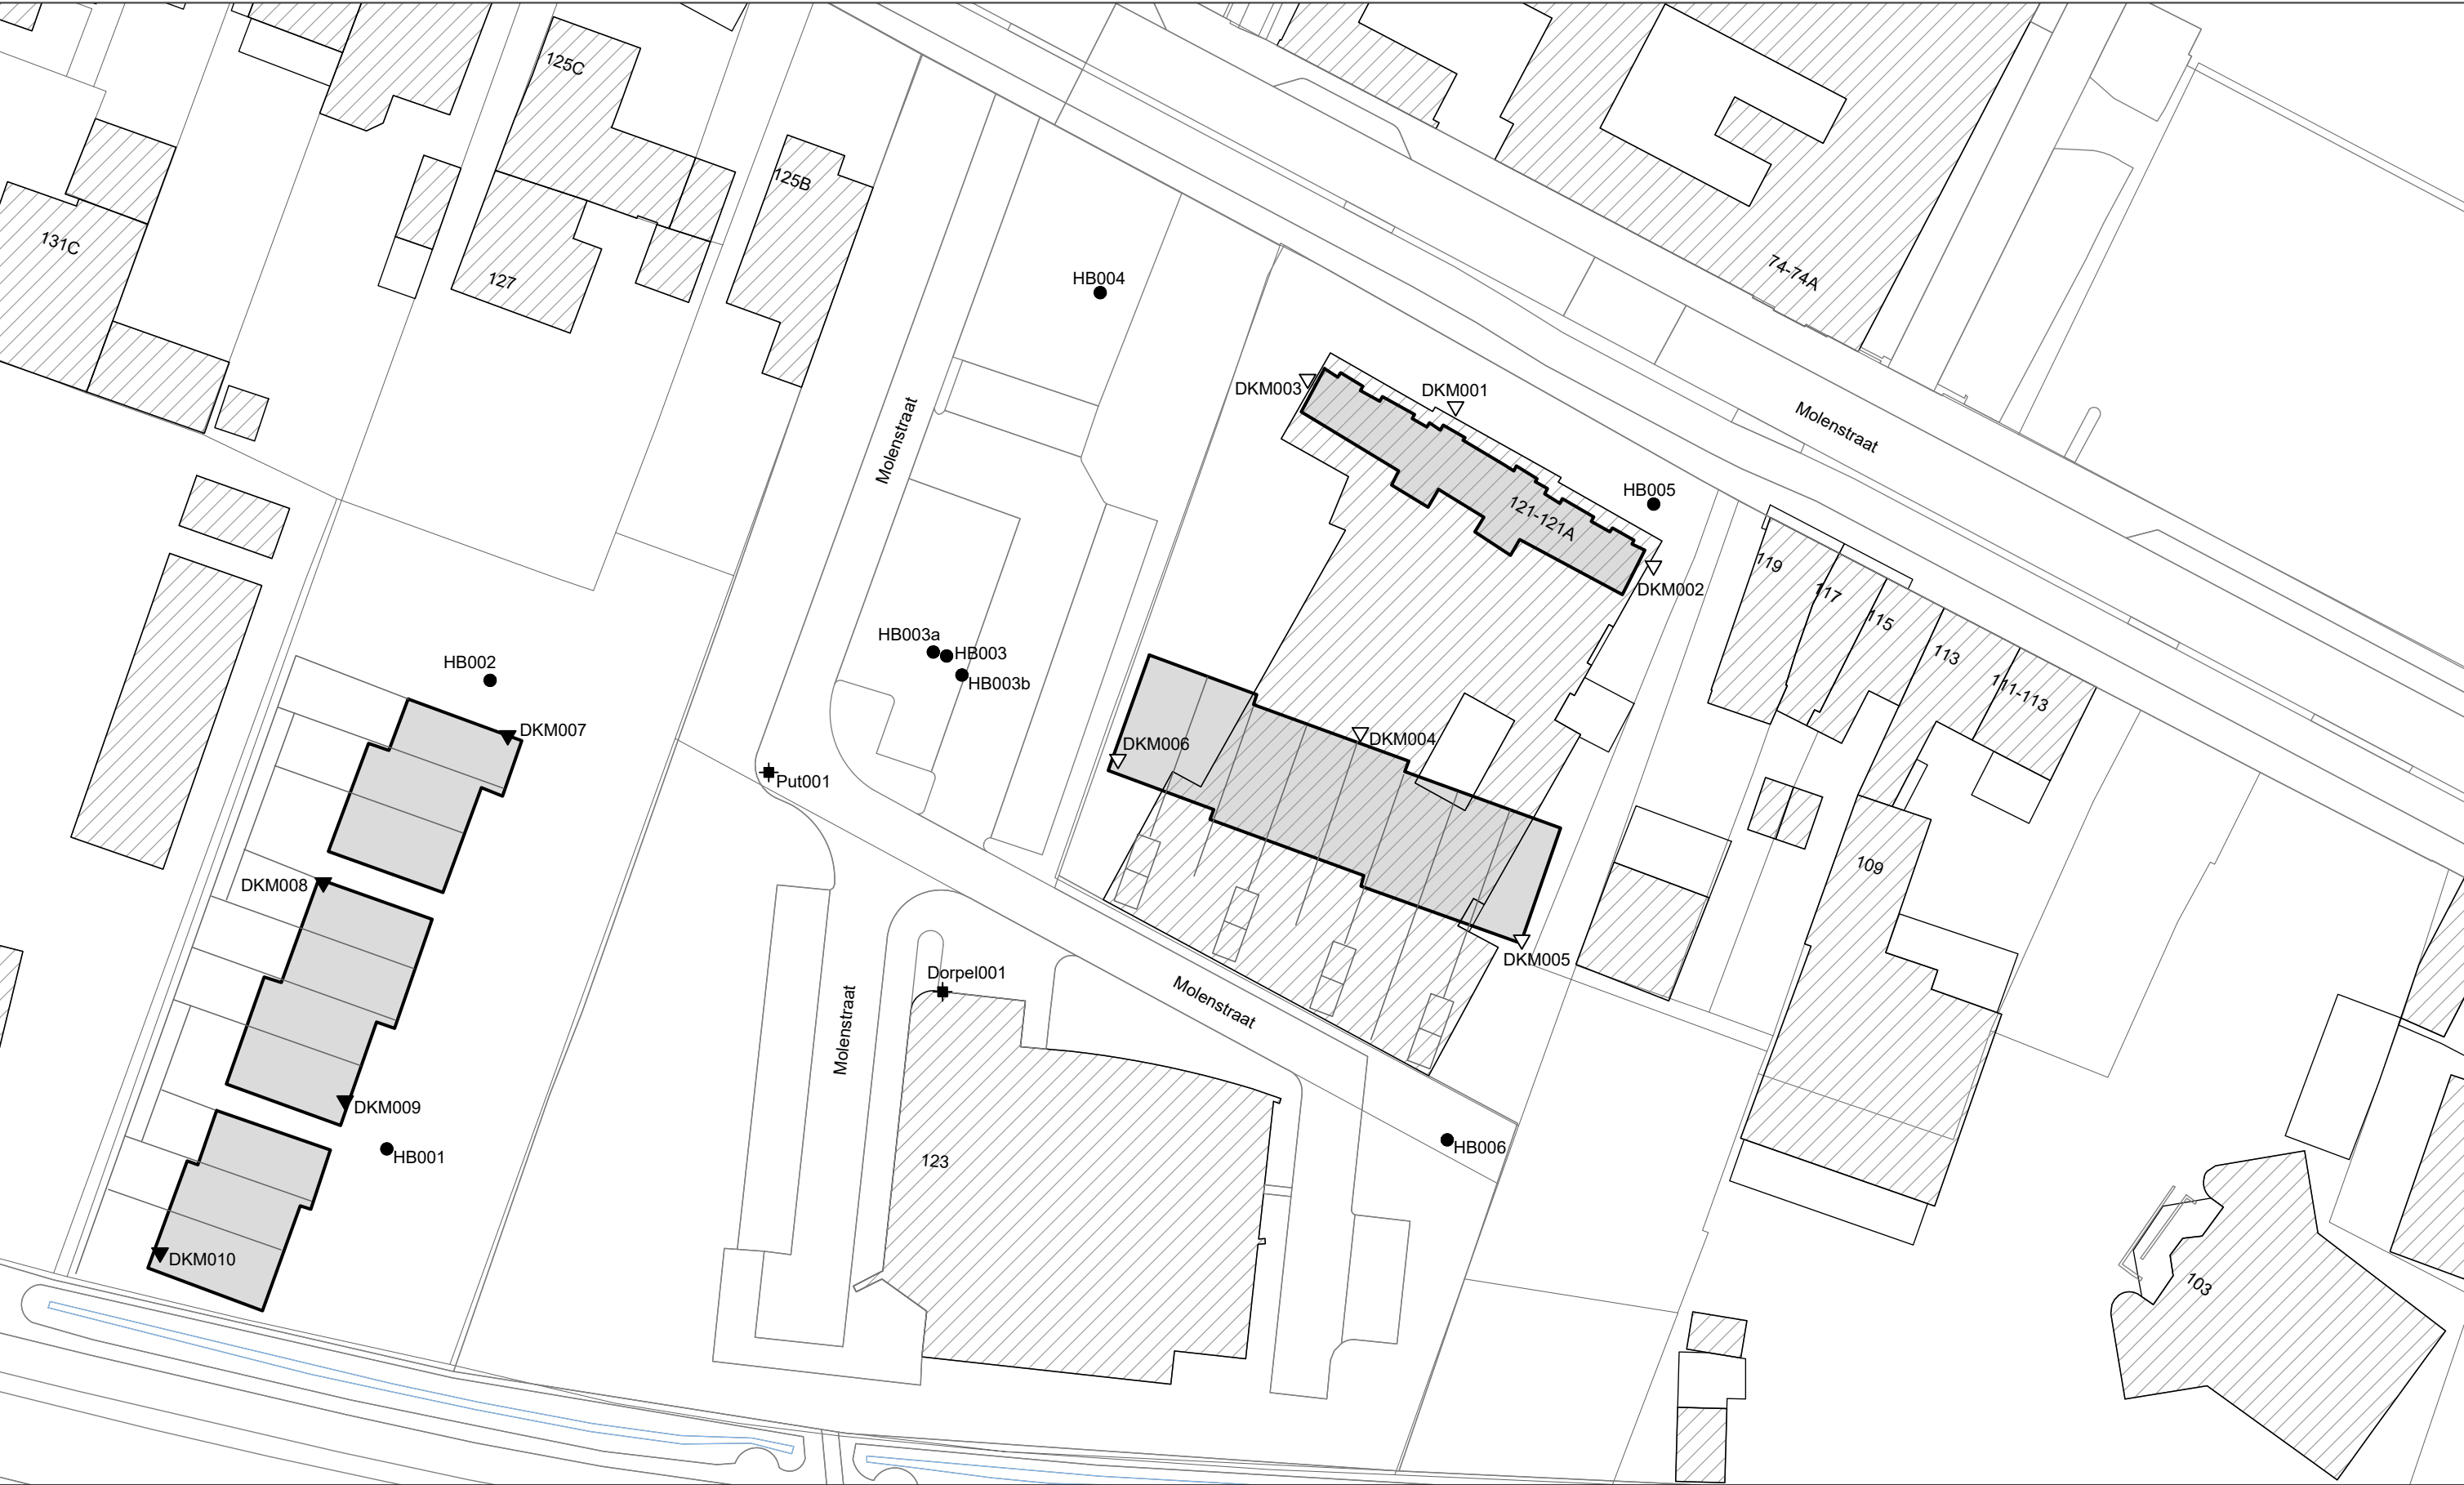 125C
125B
131C
127
HB004
74-74A
DKM003
DKM001
Molenstraat
Molenstraat
HB005
121-121A
DKM002
119
117
115
113
111-113
HB003a
HB003
HB003b
HB002
DKM007
DKM006
DKM004
Put001
109
DKM008
DKM005
Dorpel001
Molenstraat
Molenstraat
DKM009
HB001
HB006
123
DKM010
103